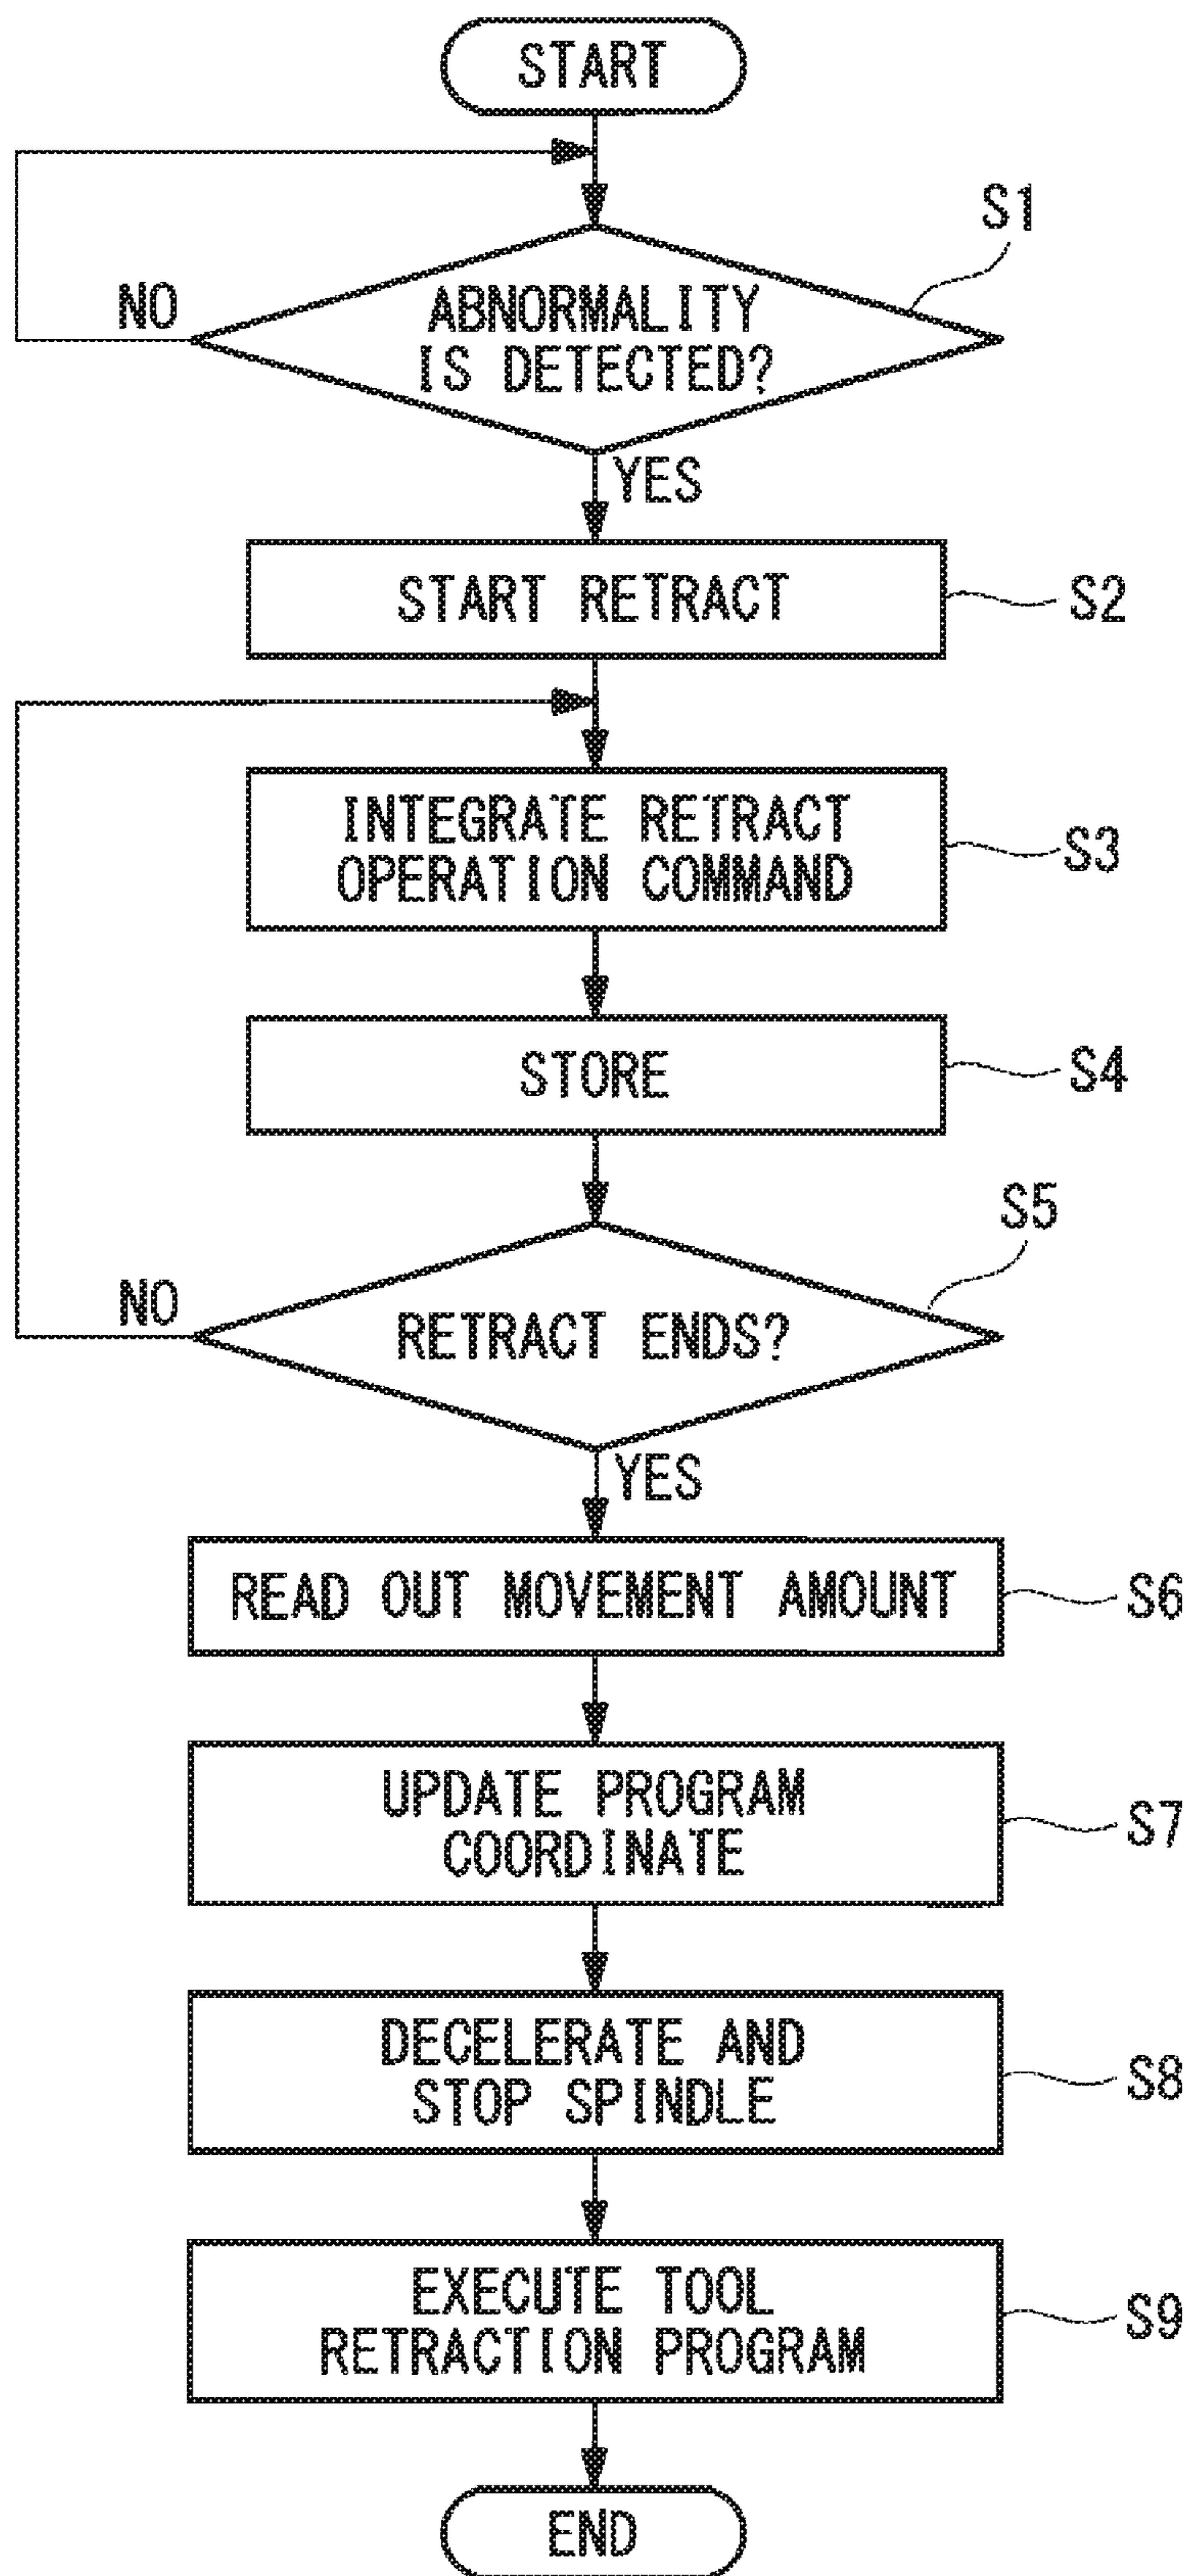 START
S1
NO
ABNORMALITY
IS DETECTED?
YES
START RETRACT
S2
INTEGRATE RETRACT
OPERATION COMMAND
S3
STORE
S4
S5
NO
RETRACT ENDS?
YES
READ OUT MOVEMENT AMOUNT
S6
UPDATE PROGRAM
COORDINATE
S7
DECELERATE AND
STOP SPINDLE
S8
EXECUTE TOOL
RETRACTION PROGRAM
S9
END